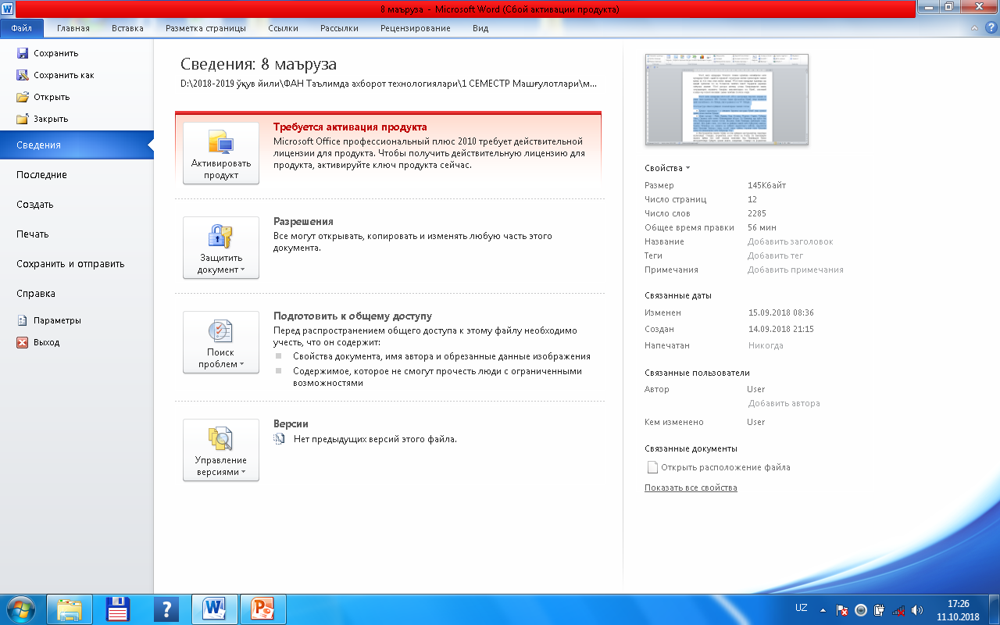 8 маъруза - Microsoft Word (Сбой активации продукта)
Файл Главная Вставка Разметка страницы Ссылки Рассылки Рецензирование Вид
Сохранить
Сохранить как
Открыть
Закрыть
Сведения
Последние
Создать
Печать
Сохранить и отправить
Справка
Параметры
Выход
Сведения: 8 маъруза
D:\2018-2019 ўқув йили\ФАН Таълимда ахборот технологиялари\1 СЕМЕСТР Машғулотлари\м...
Активировать
продукт
Требуется активация продукта
Microsoft Office профессиональный плюс 2010 требует действительной
лицензии для продукта. Чтобы получить действительную лицензию для
продукта, активируйте ключ продукта сейчас.
Защитить
документ
Разрешения
Все могут открывать, копировать и изменять любую часть этого
документа.
Поиск
проблем
Подготовить к общему доступу
Перед распространением общего доступа к этому файлу необходимо
учесть, что он содержит:
Свойства документа, имя автора и обрезанные данные изображения
Содержимое, которое не смогут прочесть люди с ограниченными
возможностями
Управление
версиями
Версии
Нет предыдущих версий этого файла.
Свойства
Размер 145Кбайт
Число страниц 12
Число слов 2285
Общее время правки 56 мин
Название Добавить заголовок
Теги Добавить тег
Примечания Добавить примечания
Связанные даты
Изменен 15.09.2018 08:36
Создан 14.09.2018 21:15
Напечатан Никогда
Связанные пользователи
Автор User
Добавить автора
Кем изменено User
Связанные документы
Открыть расположение файла
Показать все свойства
UZ
17:26
11.10.2018